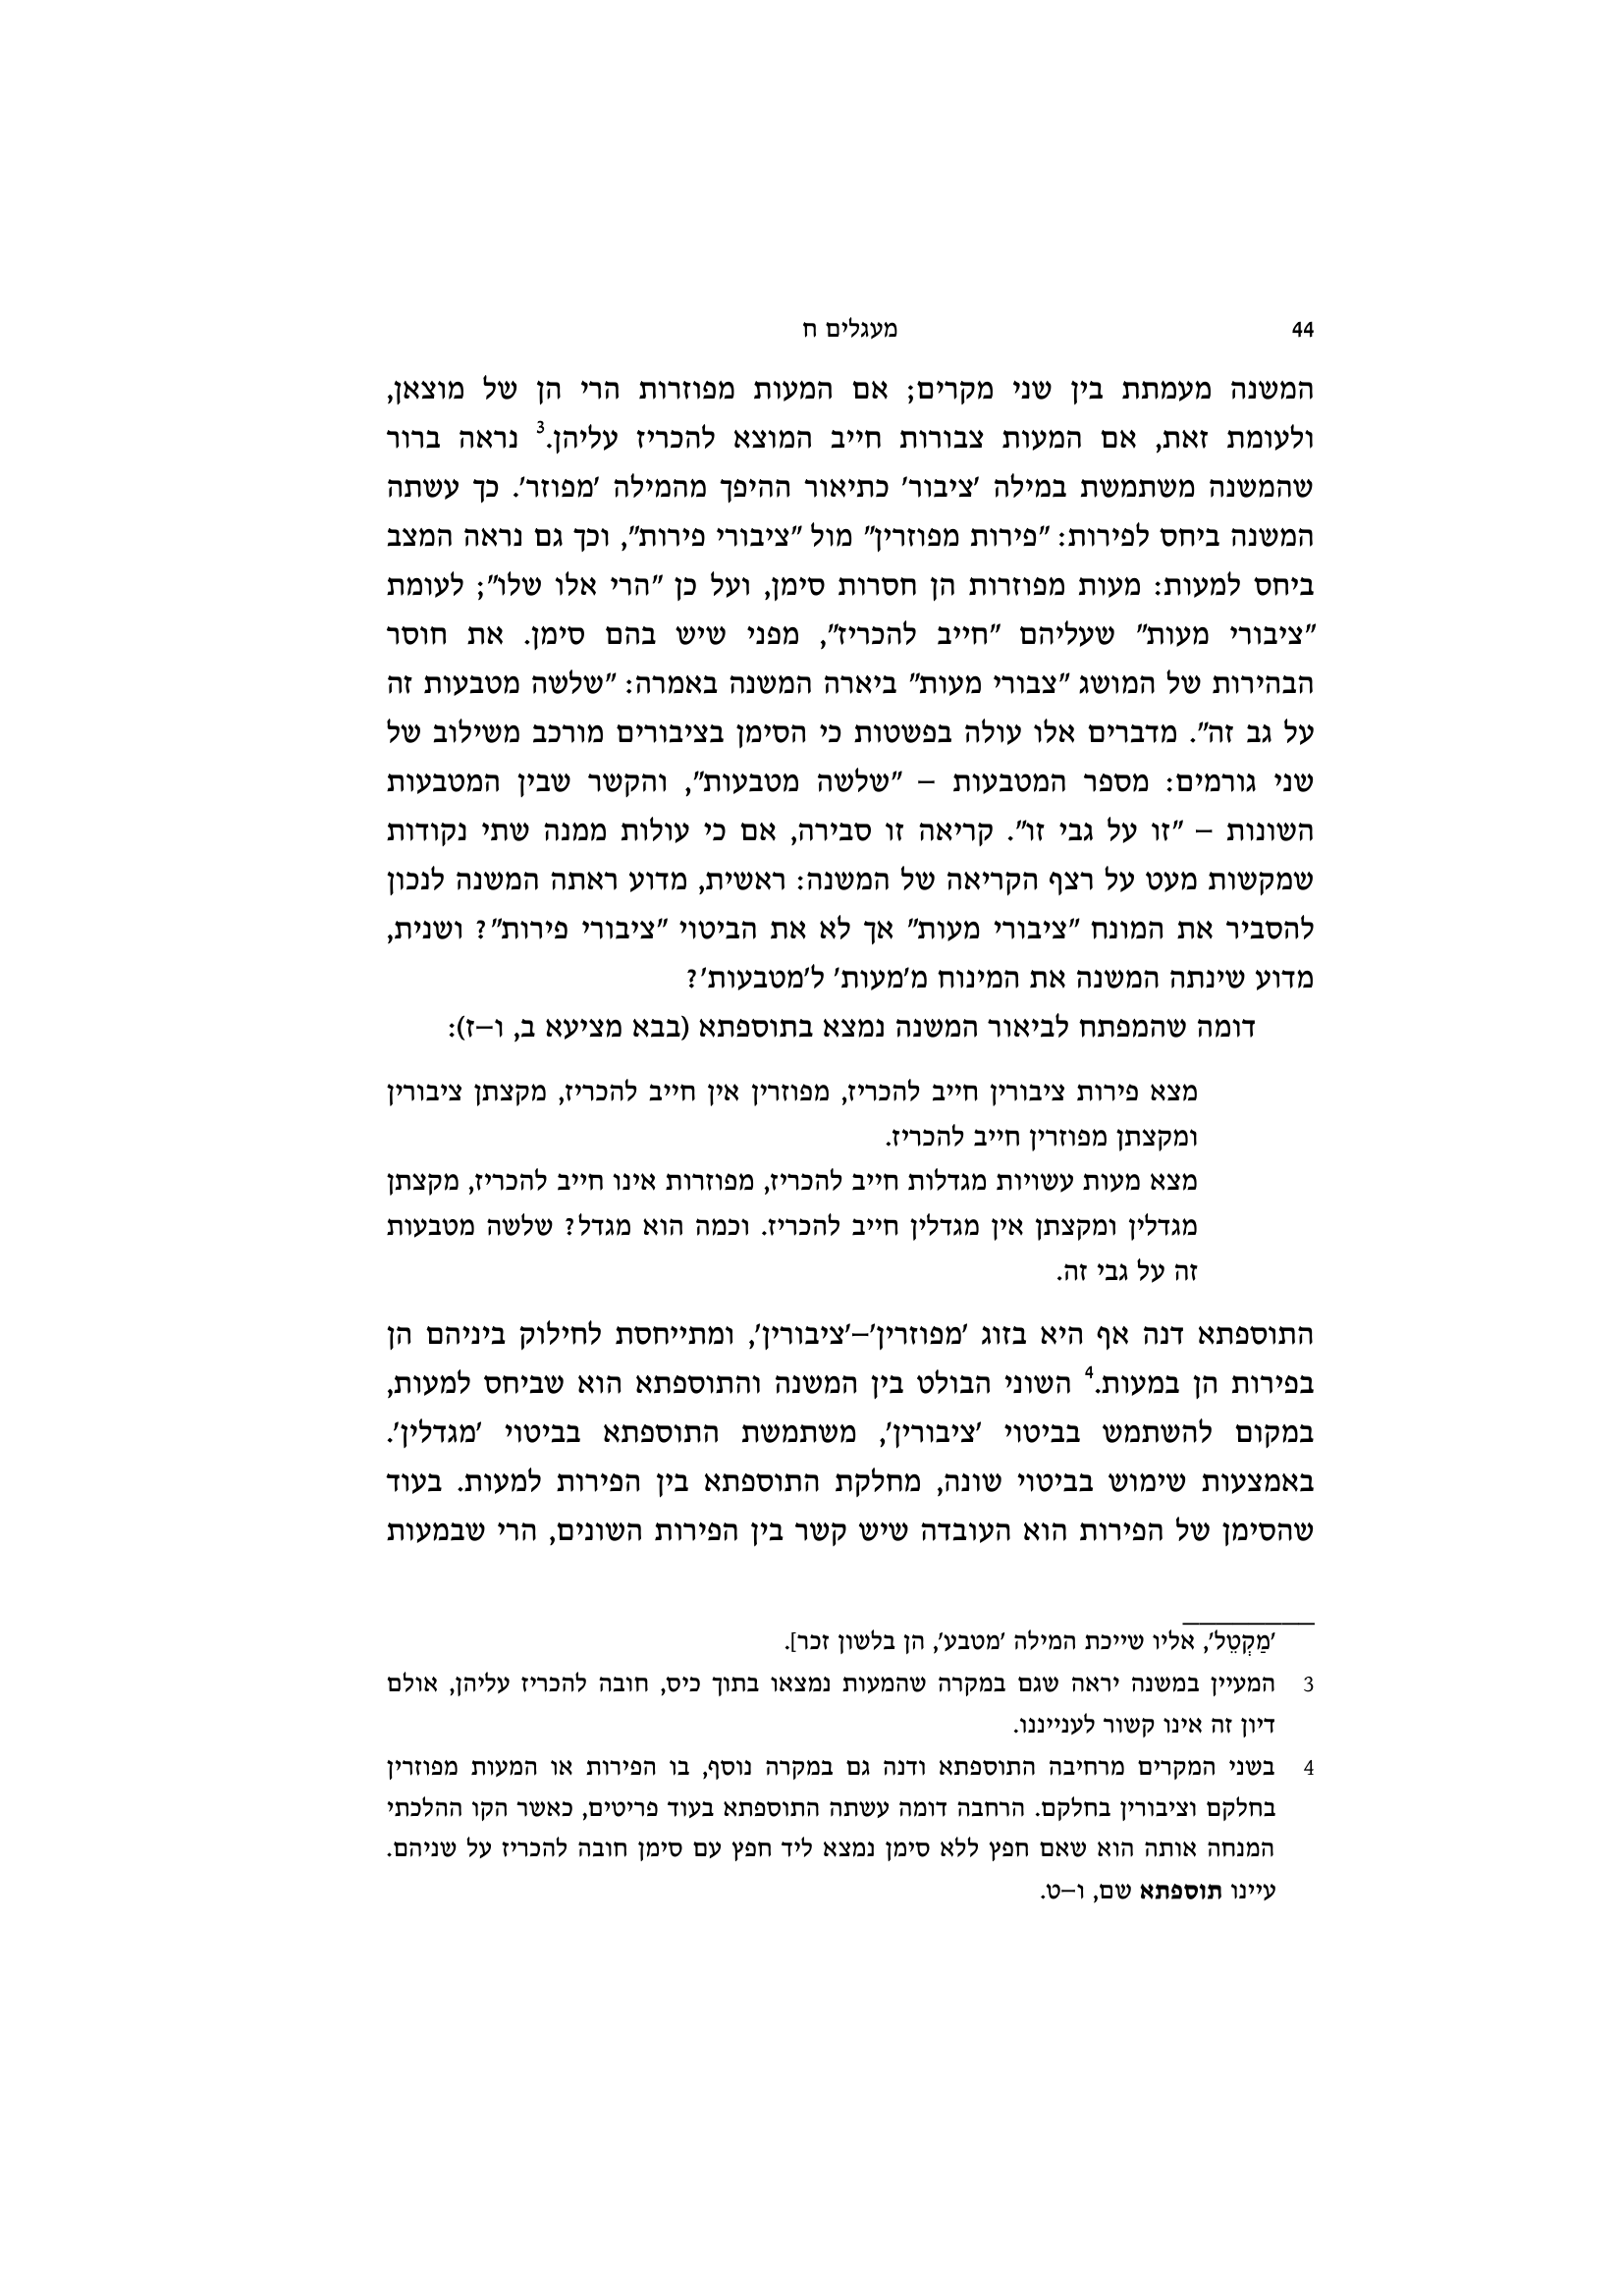 44 מעגלים ח
המשנה מעמתת בין שני מקרים; אם המעות מפוזרות הרי הן של מוצאן,
ולעומת זאת, אם המעות צבורות חייב המוצא להכריז עליהן.3 נראה ברור
שהמשנה משתמשת במילה 'ציבור' כתיאור ההיפך מהמילה 'מפוזר'. כך עשתה
המשנה ביחס לפירות: "פירות מפוזרין" מול "ציבורי פירות", וכך גם נראה המצב
ביחס למעות: מעות מפוזרות הן חסרות סימן, ועל כן "הרי אלו שלו"; לעומת
"ציבורי מעות" שעליהם "חייב להכריז", מפני שיש בהם סימן. את חוסר
הבהירות של המושג "צבורי מעות" ביארה המשנה באמרה: "שלשה מטבעות זה
על גב זה". מדברים אלו עולה בפשטות כי הסימן בציבורים מורכב משילוב של
שני גורמים: מספר המטבעות – "שלשה מטבעות", והקשר שבין המטבעות
השונות – "זו על גבי זו". קריאה זו סבירה, אם כי עולות ממנה שתי נקודות
שמקשות מעט על רצף הקריאה של המשנה: ראשית, מדוע ראתה המשנה לנכון
להסביר את המונח "ציבורי מעות" אך לא את הביטוי "ציבורי פירות"? ושנית,
מדוע שינתה המשנה את המינוח מ'מעות' ל'מטבעות'?
דומה שהמפתח לביאור המשנה נמצא בתוספתא (בבא מציעא ב, ו–ז):
מצא פירות ציבורין חייב להכריז, מפוזרין אין חייב להכריז, מקצתן ציבורין
ומקצתן מפוזרין חייב להכריז.
מצא מעות עשויות מגדלות חייב להכריז, מפוזרות אינו חייב להכריז, מקצתן
מגדלין ומקצתן אין מגדלין חייב להכריז. וכמה הוא מגדל? שלשה מטבעות
זה על גבי זה.
התוספתא דנה אף היא בזוג 'מפוזרין'–'ציבורין', ומתייחסת לחילוק ביניהם הן
בפירות הן במעות.4 השוני הבולט בין המשנה והתוספתא הוא שביחס למעות,
במקום להשתמש בביטוי 'ציבורין', משתמשת התוספתא בביטוי 'מגדלין'.
באמצעות שימוש בביטוי שונה, מחלקת התוספתא בין הפירות למעות. בעוד
שהסימן של הפירות הוא העובדה שיש קשר בין הפירות השונים, הרי שבמעות
'מַקְטֵל', אליו שייכת המילה 'מטבע', הן בלשון זכר].
3 המעיין במשנה יראה שגם במקרה שהמעות נמצאו בתוך כיס, חובה להכריז עליהן, אולם
דיון זה אינו קשור לענייננו.
4 בשני המקרים מרחיבה התוספתא ודנה גם במקרה נוסף, בו הפירות או המעות מפוזרין
בחלקם וציבורין בחלקם. הרחבה דומה עשתה התוספתא בעוד פריטים, כאשר הקו ההלכתי
המנחה אותה הוא שאם חפץ ללא סימן נמצא ליד חפץ עם סימן חובה להכריז על שניהם.
עיינו תוספתא שם, ו–ט.